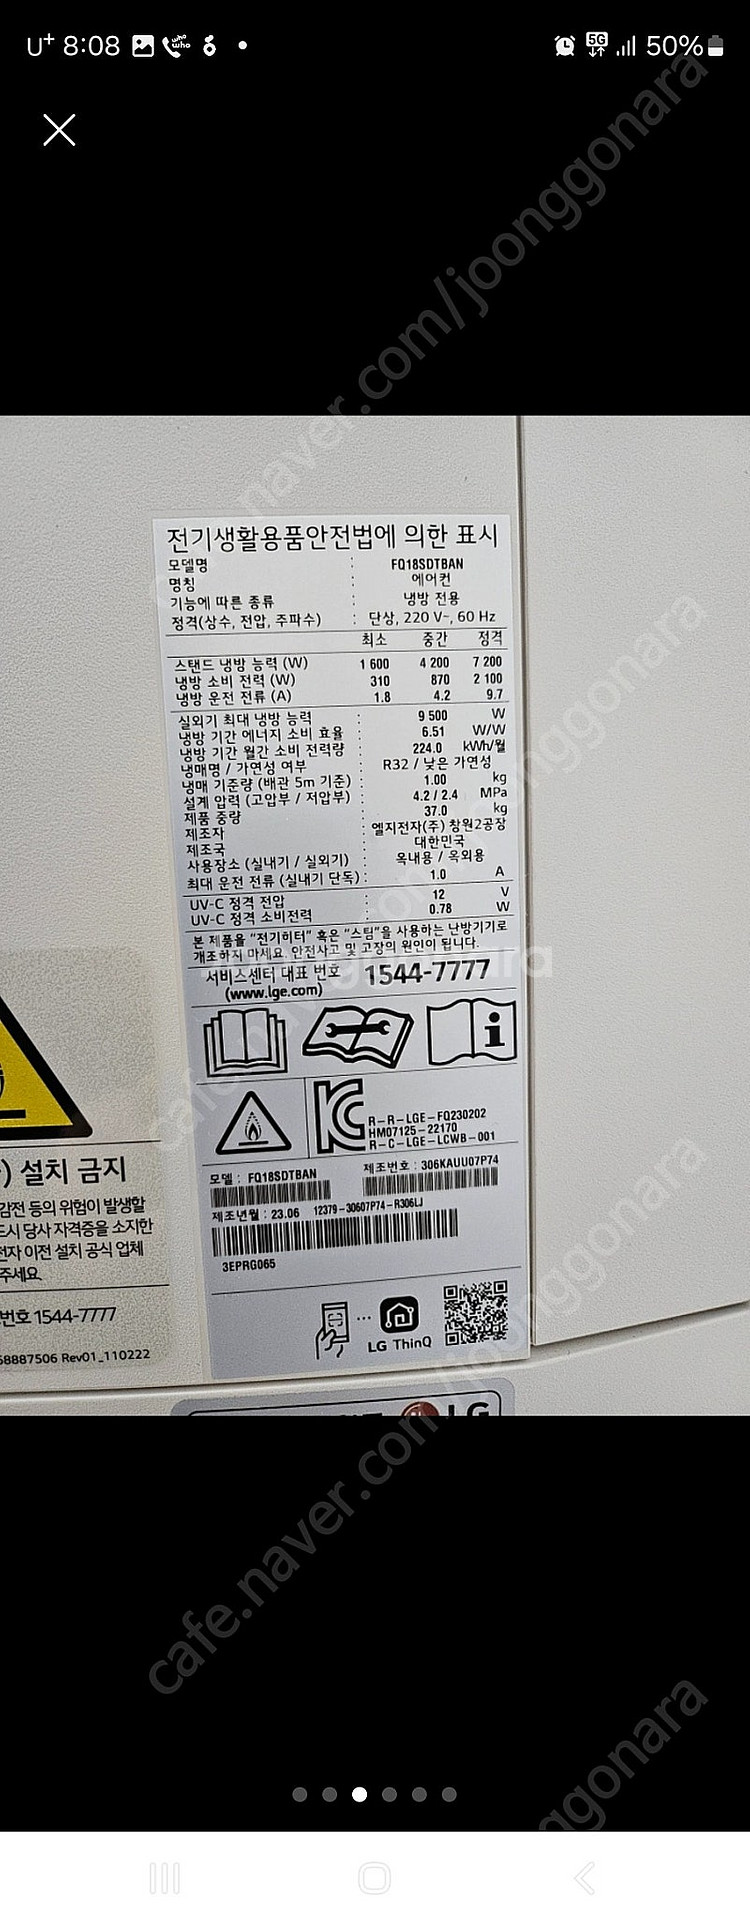 U+ 8:08 5G 50%
전기생활용품안전법에 의한 표시
모델명 : FQ18SDTBAN
명칭 : 에어컨
기능에 따른 종류 : 냉방 전용
정격(상수, 전압, 주파수) : 단상, 220 V~, 60 Hz
최소 중간 정격
스탠드 냉방 능력 (W) 1 600 4 200 7 200
냉방 소비 전력 (W) 310 870 2 100
냉방 운전 전류 (A) 1.8 4.2 9.7
실외기 최대 냉방 능력 : 9 500 W
냉방 기간 에너지 소비 효율 : 6.51 W/W
냉방 기간 월간 소비 전력량 : 224.0 kWh/월
냉매명 / 가연성 여부 : R32 / 낮은 가연성
냉매 기준량 (배관 5m 기준) : 1.00 kg
설계 압력 (고압부 / 저압부) : 4.2 / 2.4 MPa
제품 중량 : 37.0 kg
제조자 : 엘지전자(주) 창원2공장
제조국 : 대한민국
사용장소 (실내기 / 실외기) : 옥내용 / 옥외용
최대 운전 전류 (실내기 단독) : 1.0 A
UV-C 정격 전압 : 12 V
UV-C 정격 소비전력 : 0.78 W
본 제품을 "전기히터" 혹은 "스팀"을 사용하는 난방기기로
개조하지 마세요. 안전사고 및 고장의 원인이 됩니다.
서비스센터 대표 번호 1544-7777
(www.lge.com)
R-R-LGE-FQ230202
HM07125-22170
R-C-LGE-LCWB-001
모델 : FQ18SDTBAN 제조번호 : 306KAUU07P74
제조년월 : 23.06 12379-30607P74-R306LJ
3EPRG065
LG ThinQ
) 설치 금지
감전 등의 위험이 발생할
드시 당사 자격증을 소지한
전자 이전 설치 공식 업체
주세요.
번호 1544-7777
68887506 Rev01_110222
LG
cafe.naver.com/joonggonara